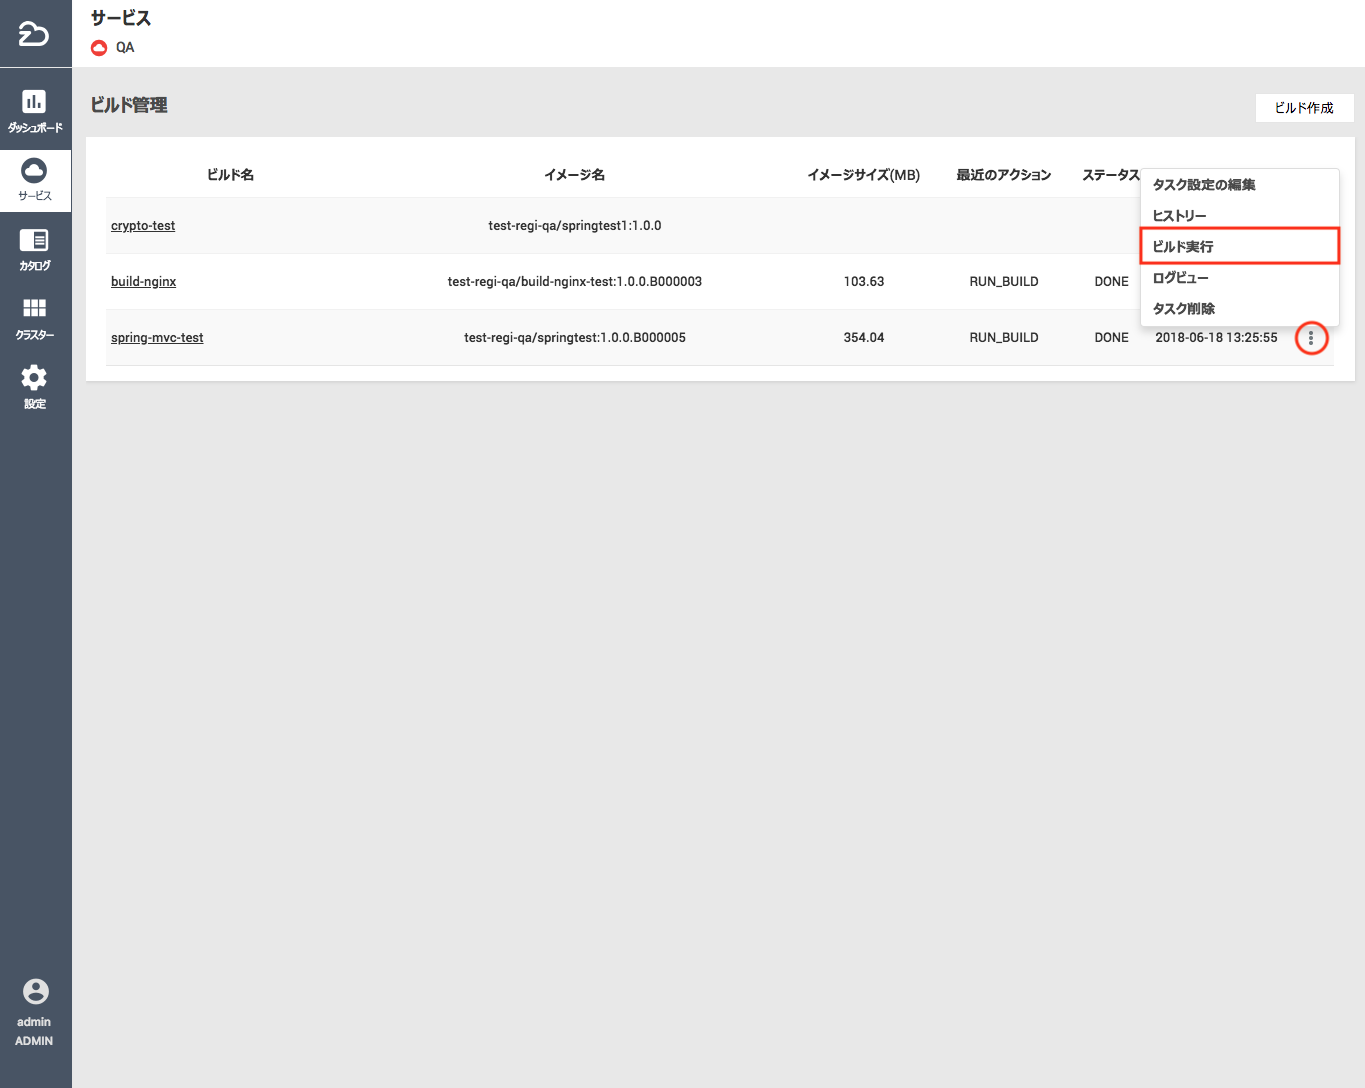 サービス
QA
ダッシュボード
サービス
カタログ
クラスター
設定
admin
ADMIN
ビルド管理
ビルド作成
ビルド名 イメージ名 イメージサイズ(MB) 最近のアクション ステータス
crypto-test test-regi-qa/springtest1:1.0.0
build-nginx test-regi-qa/build-nginx-test:1.0.0.B000003 103.63 RUN_BUILD DONE
spring-mvc-test test-regi-qa/springtest:1.0.0.B000005 354.04 RUN_BUILD DONE 2018-06-18 13:25:55
タスク設定の編集
ヒストリー
ビルド実行
ログビュー
タスク削除